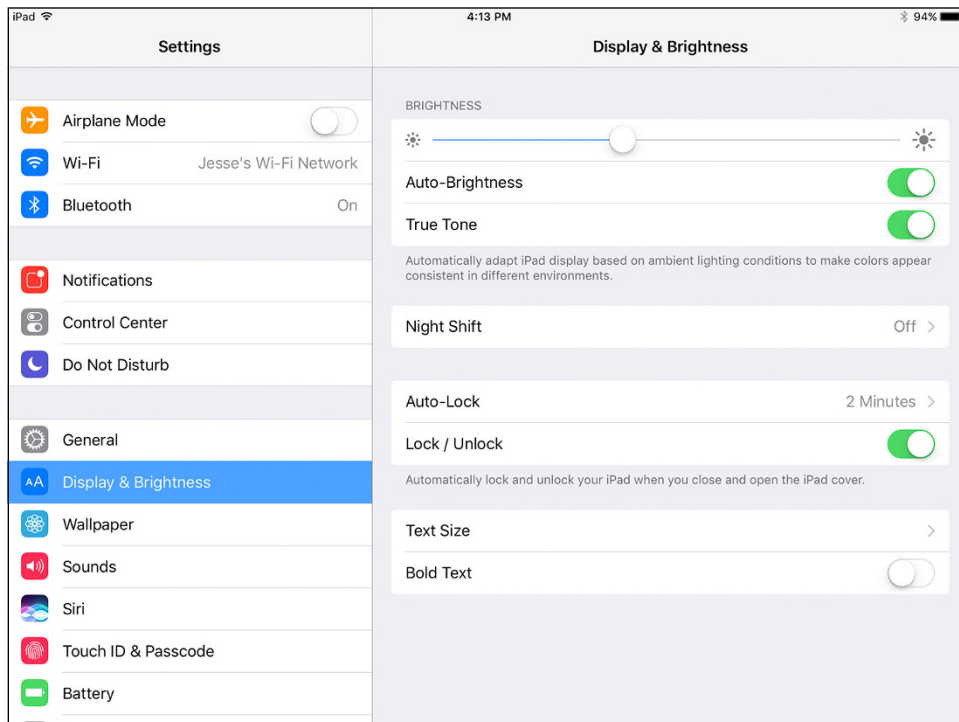 iPad
4:13 PM
94%
Settings
Display & Brightness
Airplane Mode
Wi-Fi Jesse's Wi-Fi Network
Bluetooth On
Notifications
Control Center
Do Not Disturb
General
AA Display & Brightness
Wallpaper
Sounds
Siri
Touch ID & Passcode
Battery
BRIGHTNESS
Auto-Brightness
True Tone
Automatically adapt iPad display based on ambient lighting conditions to make colors appear
consistent in different environments.
Night Shift Off
Auto-Lock 2 Minutes
Lock / Unlock
Automatically lock and unlock your iPad when you close and open the iPad cover.
Text Size
Bold Text